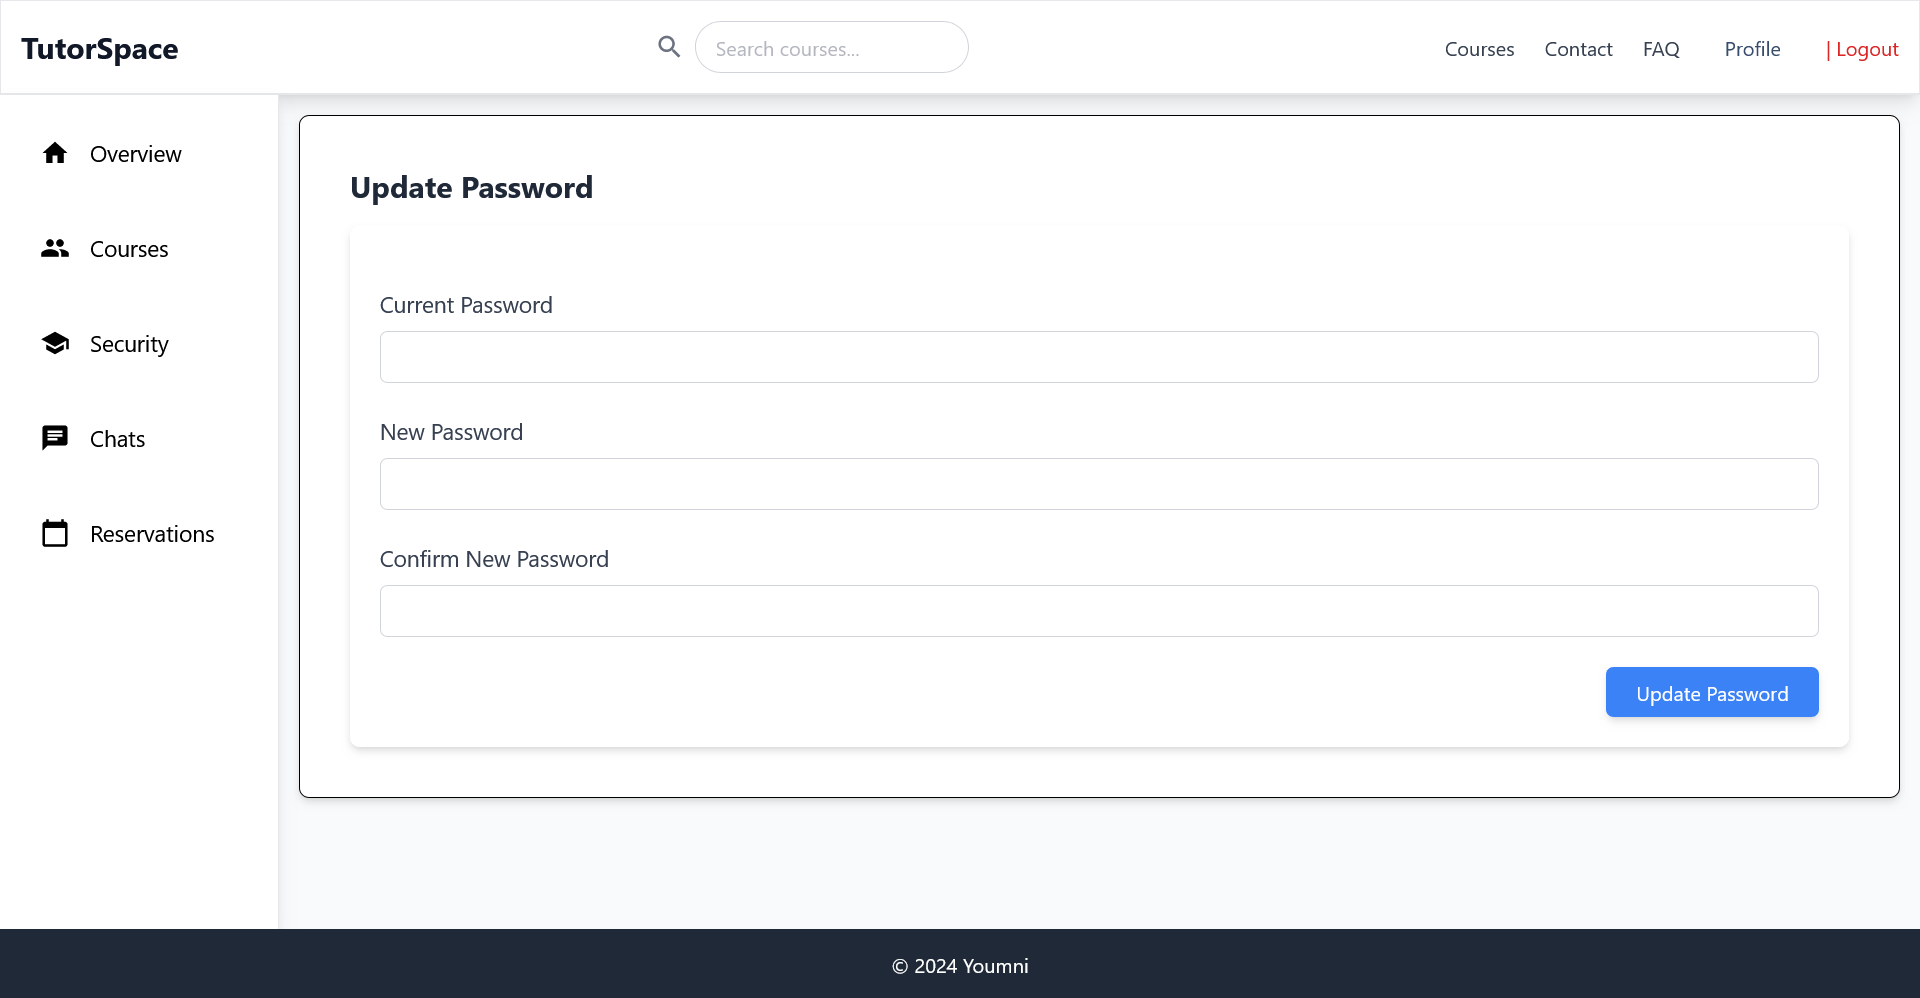 TutorSpace
Search courses...
Courses
Contact
FAQ
Profile
| Logout
Overview
Courses
Security
Chats
Reservations
Update Password
Current Password
New Password
Confirm New Password
Update Password
© 2024 Youmni